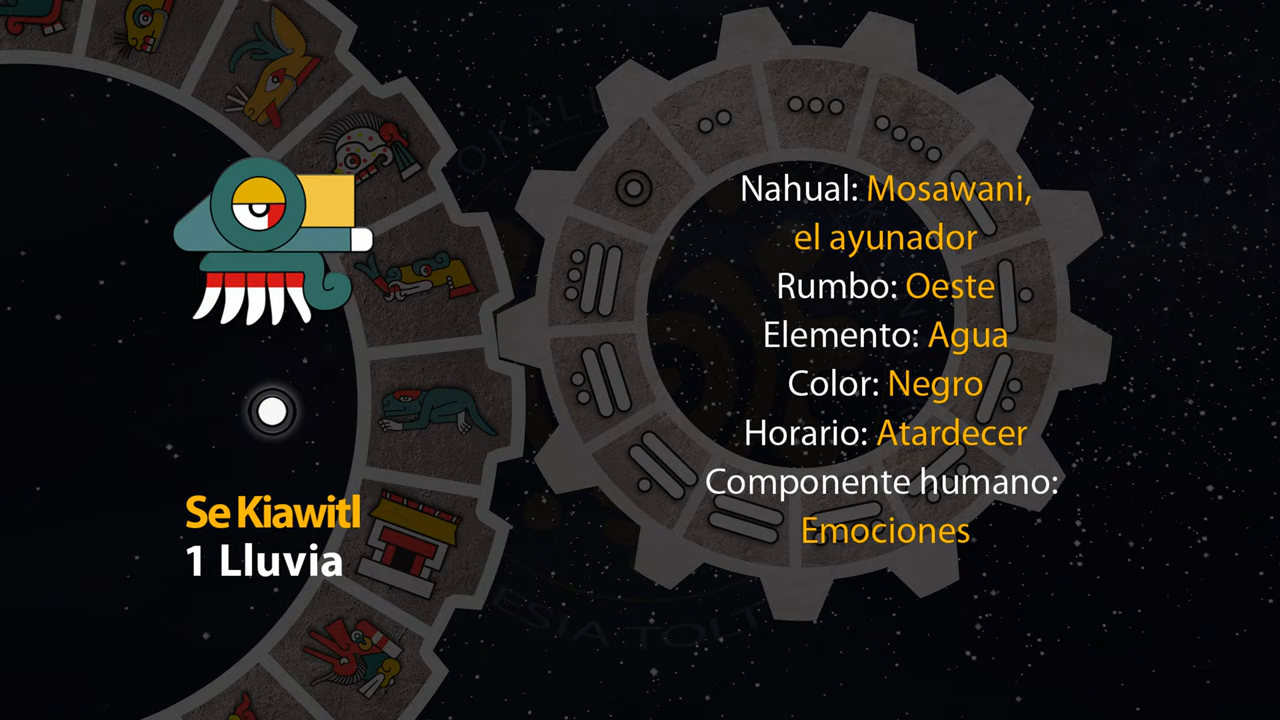 Se Kiawitl
1 Lluvia
Nahual: Mosawani,
el ayunador
Rumbo: Oeste
Elemento: Agua
Color: Negro
Horario: Atardecer
Componente humano:
Emociones